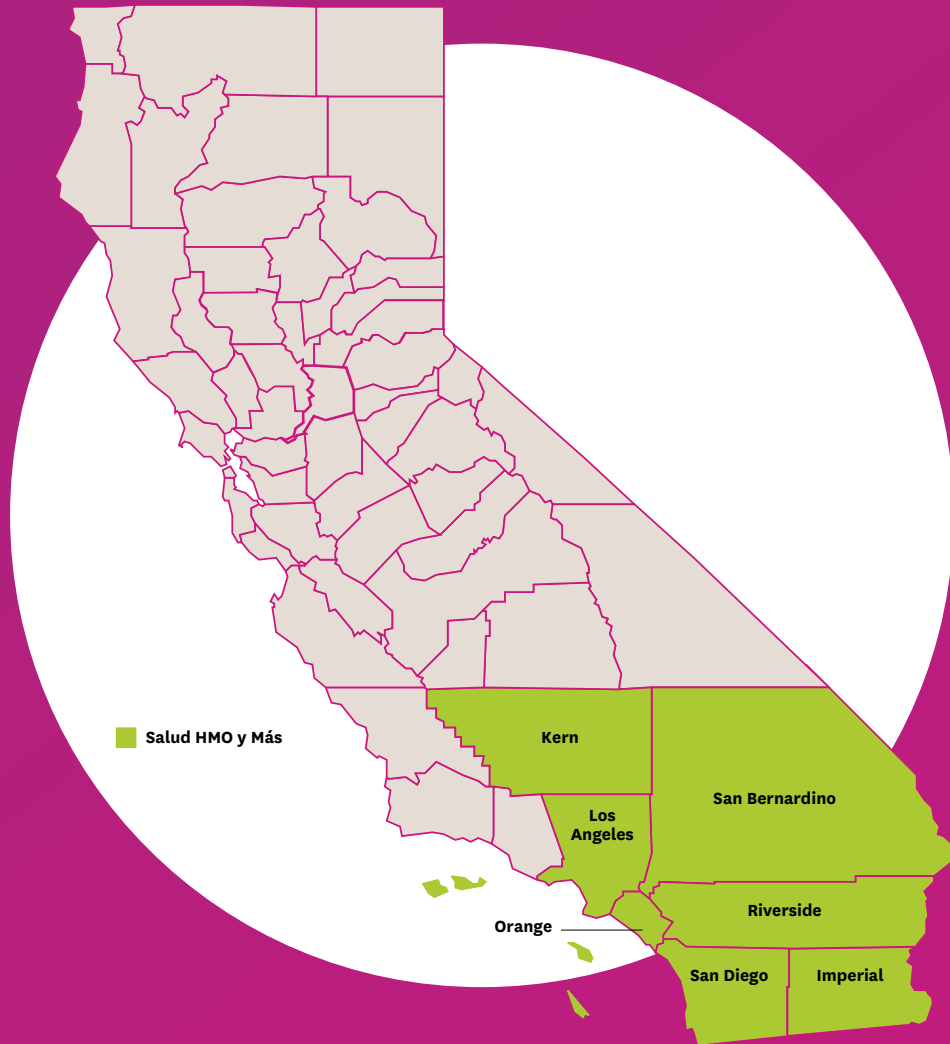 Salud HMO y Más
Kern
San Bernardino
Los
Angeles
Riverside
Orange
San Diego
Imperial